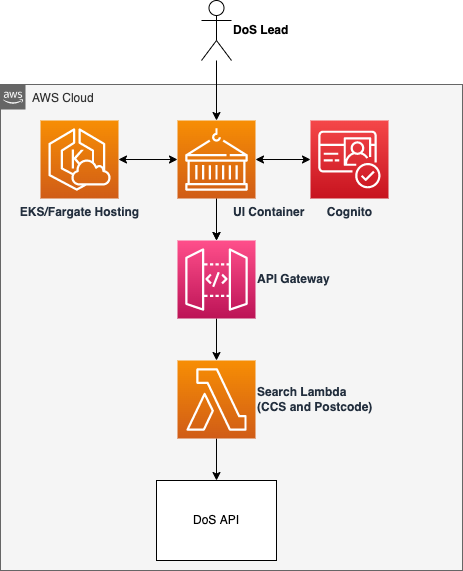 DoS Lead
aws
AWS Cloud
K
EKS/Fargate Hosting
UI Container
Cognito
</>
API Gateway
Search Lambda
(CCS and Postcode)
DoS API